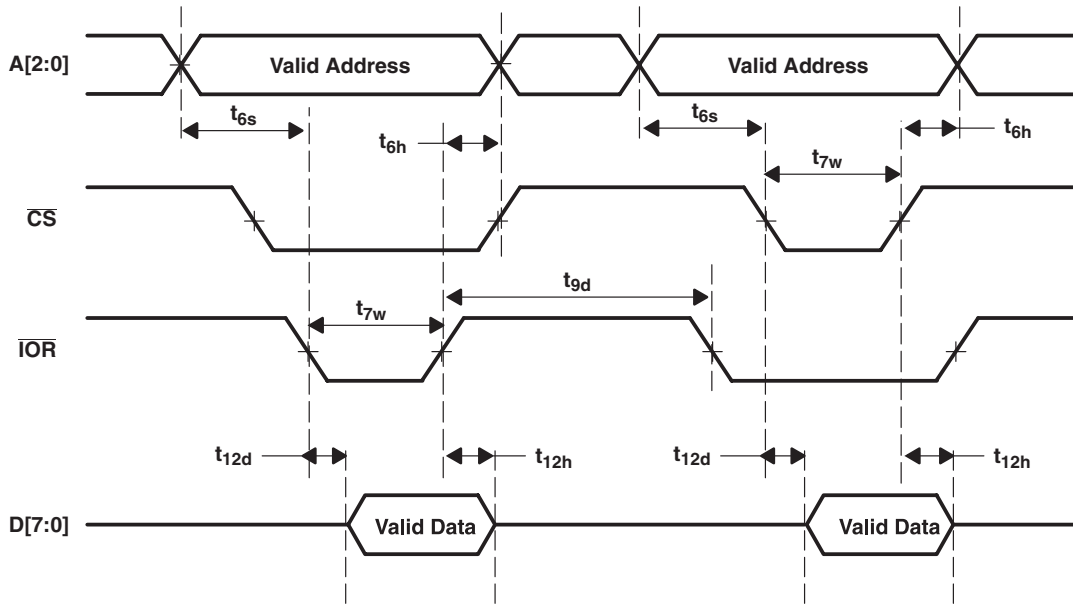 A[2:0]
Valid Address
Valid Address
t6s
t6h
t6s
t6h
t7w
CS
t9d
t7w
IOR
t12d
t12h
t12d
t12h
D[7:0]
Valid Data
Valid Data